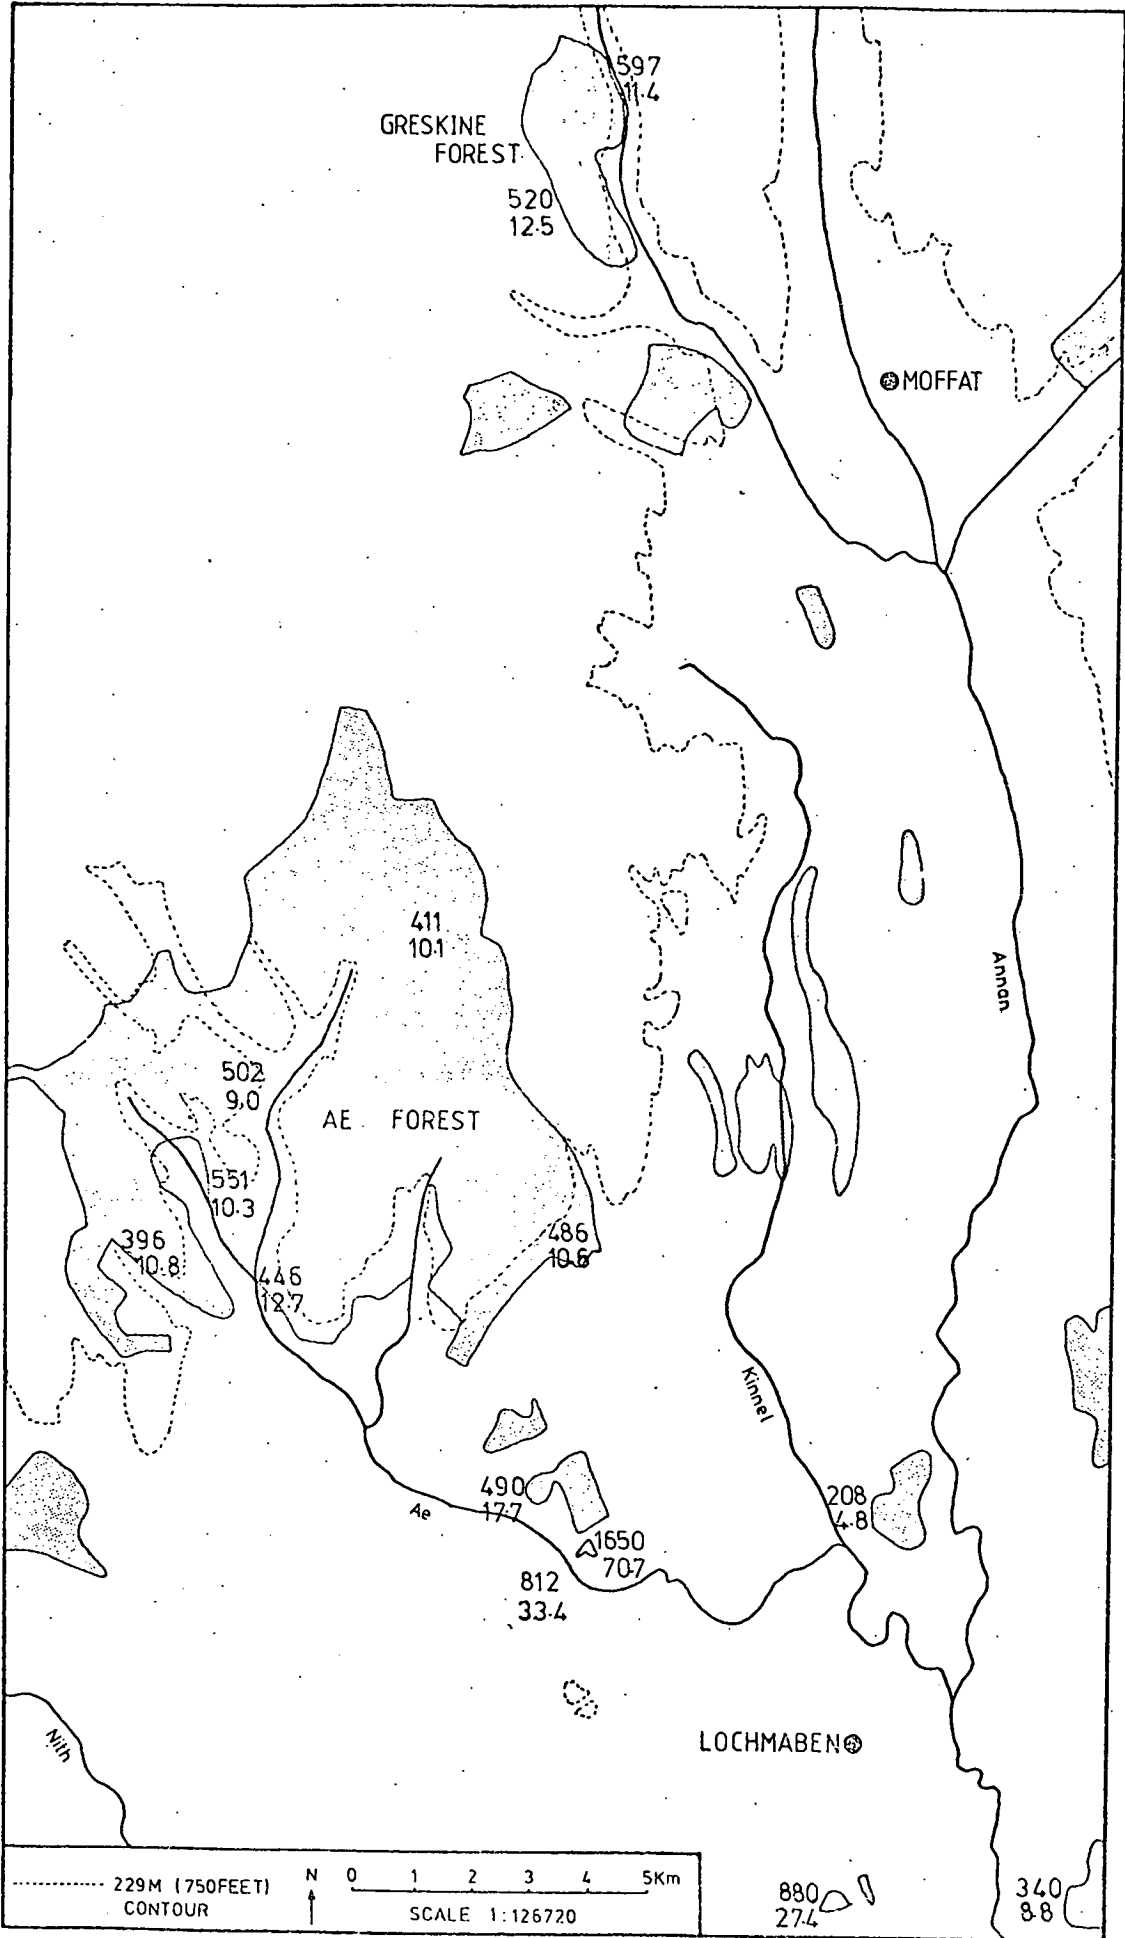 597
11.4
GRESKINE
FOREST
520
12.5
MOFFAT
411
10.1
Annan
502
9.0
AE FOREST
551
10.3
486
10.6
396
10.8
446
12.7
Kinnel
490
17.7
Ae
208
4.8
1650
70.7
812
33.4
Nith
LOCHMABEN
229M (750FEET)
CONTOUR
N
0 1 2 3 4 5Km
SCALE 1:126720
880
27.4
340
8.8